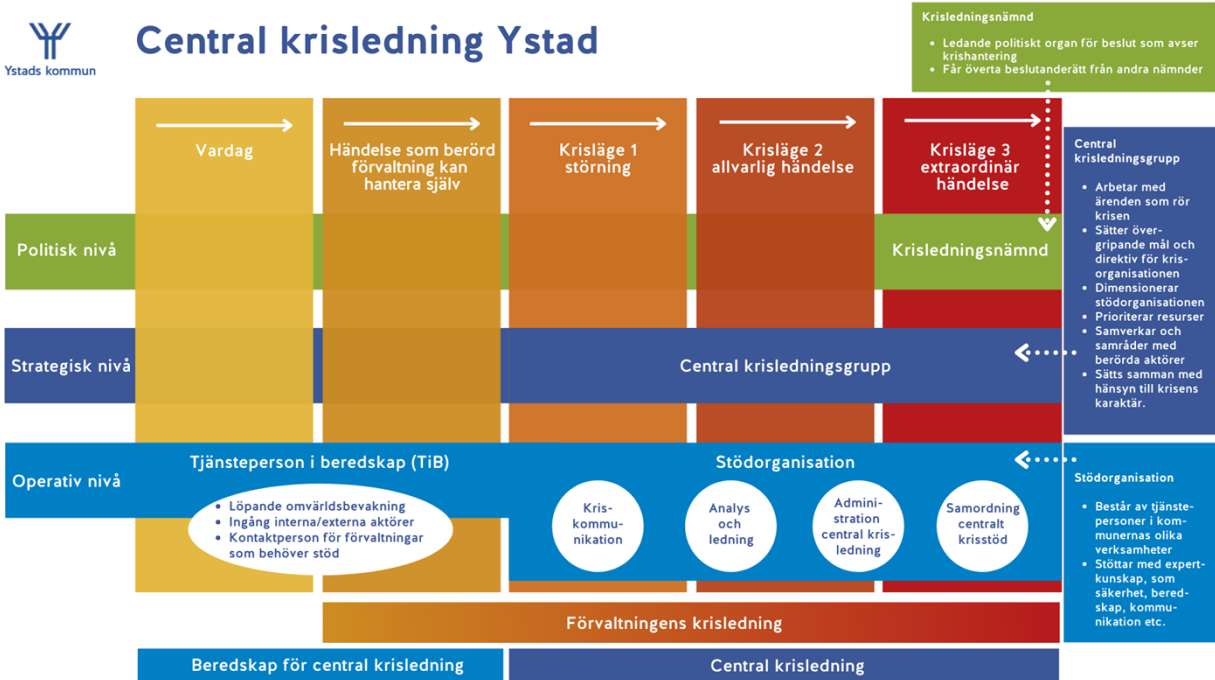 Ystads kommun
Central krisledning Ystad
Krisledningsnämnd
• Ledande politiskt organ för beslut som avser
krishantering
• Får överta beslutanderätt från andra nämnder
Vardag
Händelse som berörd
förvaltning kan
hantera själv
Krisläge 1
störning
Krisläge 2
allvarlig händelse
Krisläge 3
extraordinär
händelse
Politisk nivå
Krisledningsnämnd
Strategisk nivå
Central krisledningsgrupp
Central
krisledningsgrupp
• Arbetar med
ärenden som rör
krisen
• Sätter över-
gripande mål och
direktiv för kris-
organisationen
• Dimensionerar
stödorganisationen
• Prioriterar resurser
• Samverkar och
samråder med
berörda aktörer
• Sätts samman med
hänsyn till krisens
karaktär.
Operativ nivå
Tjänsteperson i beredskap (TiB)
• Löpande omvärldsbevakning
• Ingång interna/externa aktörer
• Kontaktperson för förvaltningar
som behöver stöd
Stödorganisation
Kris-
kommu-
nikation
Analys
och
ledning
Admini-
stration
central kris-
ledning
Samordning
centralt
krisstöd
Stödorganisation
• Består av tjänste-
personer i kom-
munernas olika
verksamheter
• Stöttar med expert-
kunskap, som
säkerhet, bered-
skap, kommu-
nikation etc.
Förvaltningens krisledning
Beredskap för central krisledning
Central krisledning